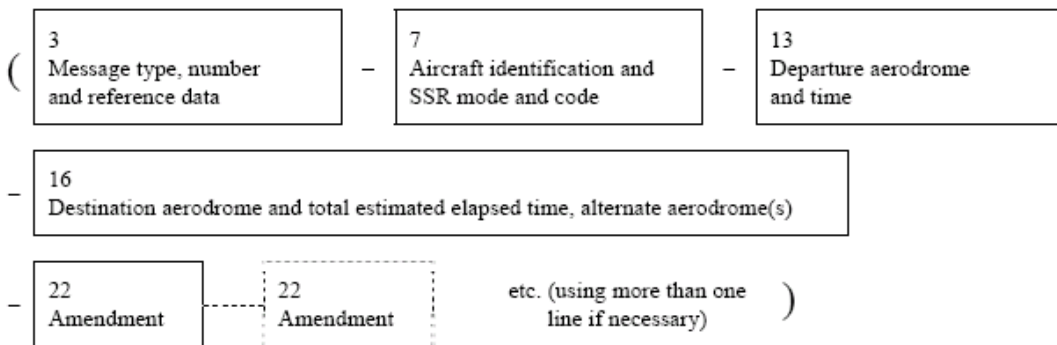 ( 3 – 7 – 13
Message type, number Aircraft identification and Departure aerodrome
and reference data SSR mode and code and time
– 16
Destination aerodrome and total estimated elapsed time, alternate aerodrome(s)
– 22 22 etc. (using more than one )
Amendment Amendment line if necessary)